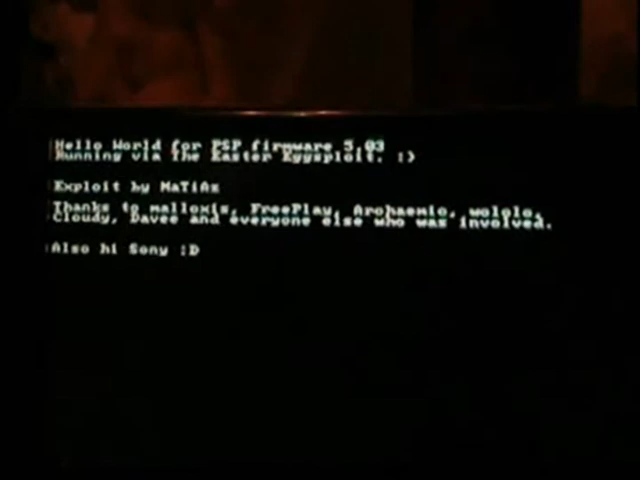 Hello World for PSP firmware 5.03
Running via the Easter Eggsploit. :)
Exploit by MaTiAz
Thanks to malloxis, FreePlay, Archaemic, wololo,
Cloudy, Davee and everyone else who was involved.
Also hi Sony :D